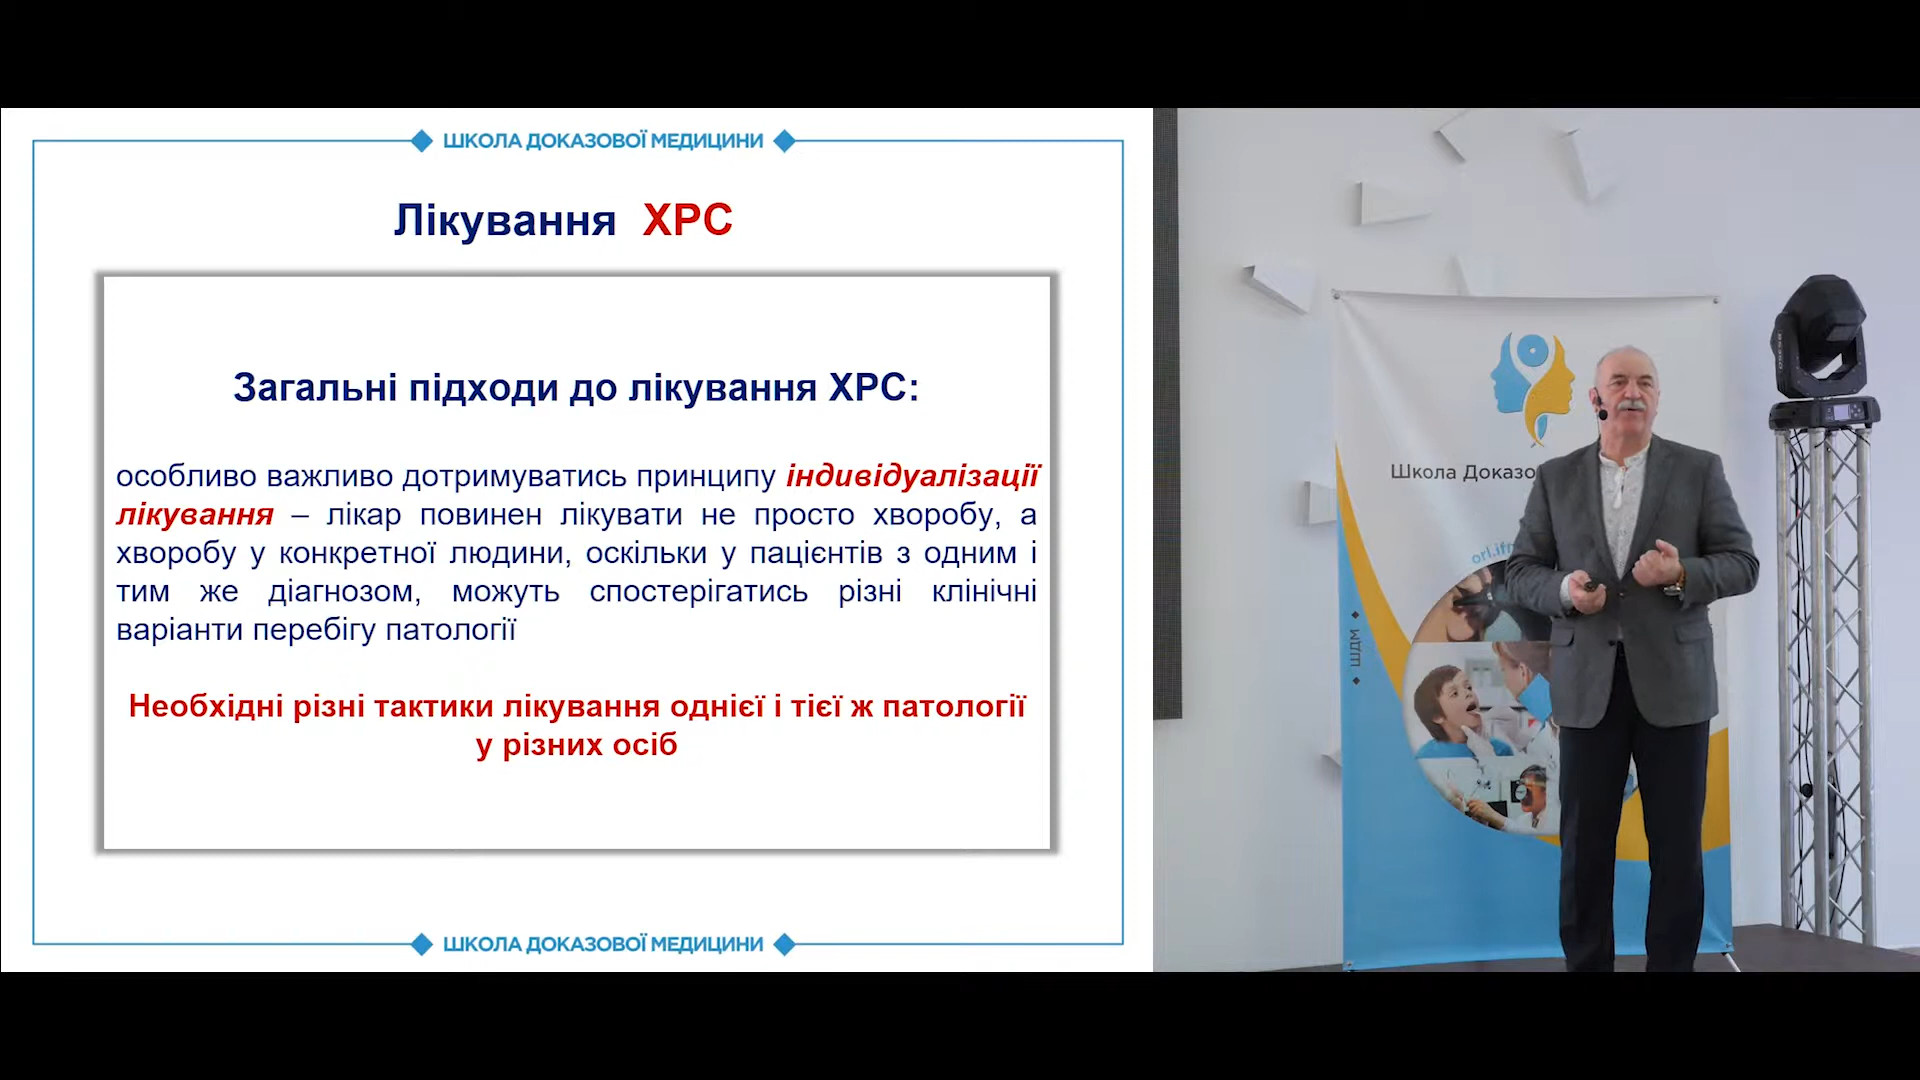 ШКОЛА ДОКАЗОВОЇ МЕДИЦИНИ
Лікування ХРС
Загальні підходи до лікування ХРС:
особливо важливо дотримуватись принципу індивідуалізації
лікування – лікар повинен лікувати не просто хворобу, а
хворобу у конкретної людини, оскільки у пацієнтів з одним і
тим же діагнозом, можуть спостерігатись різні клінічні
варіанти перебігу патології
Необхідні різні тактики лікування однієї і тієї ж патології
у різних осіб
ШКОЛА ДОКАЗОВОЇ МЕДИЦИНИ
Школа Доказо
orl.if
ШДМ